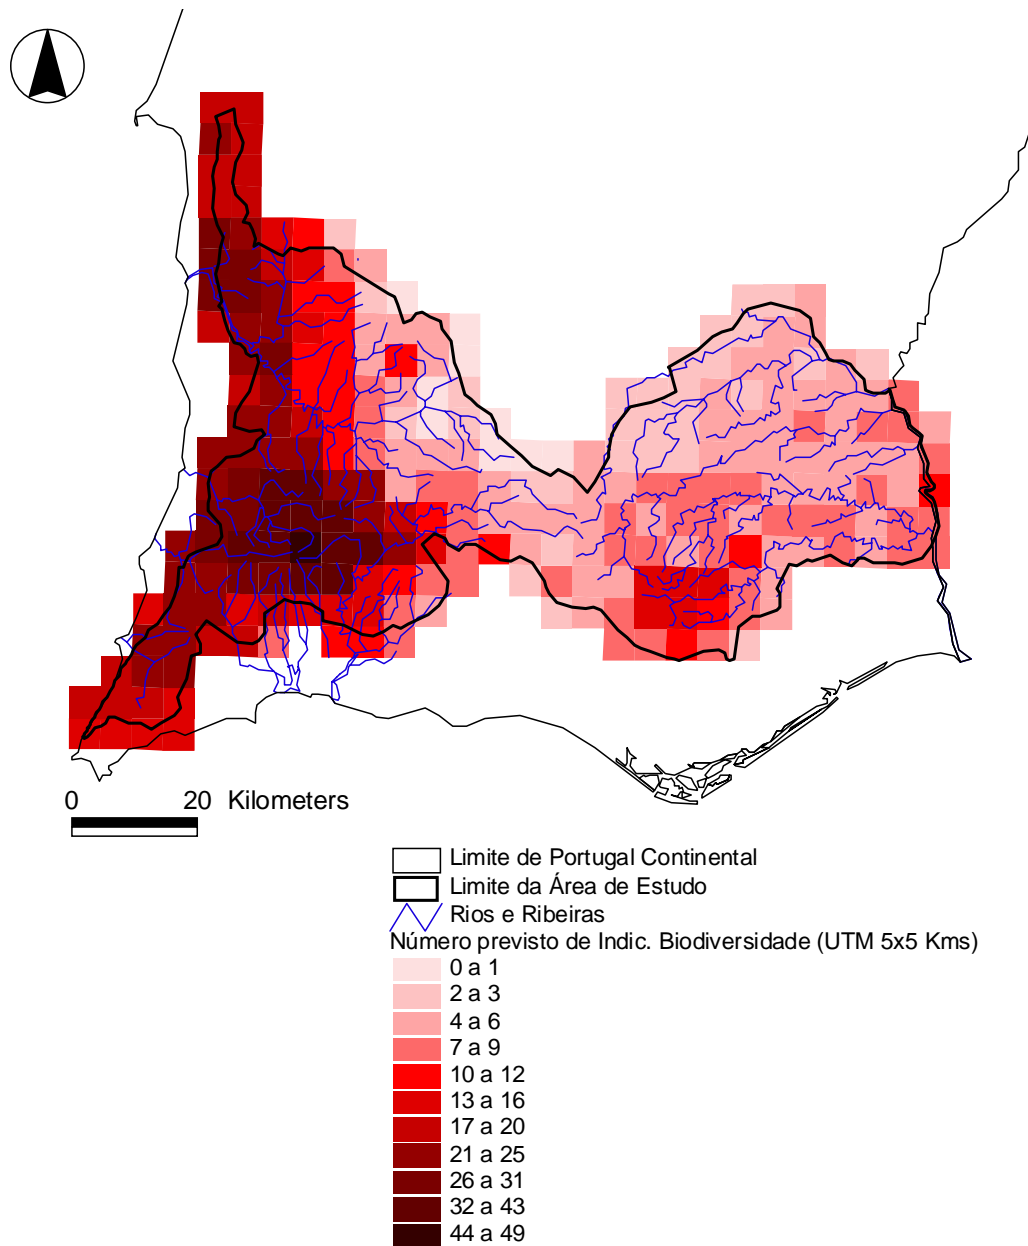 0 20 Kilometers
Limite de Portugal Continental
Limite da Área de Estudo
Rios e Ribeiras
Número previsto de Indic. Biodiversidade (UTM 5x5 Kms)
0 a 1
2 a 3
4 a 6
7 a 9
10 a 12
13 a 16
17 a 20
21 a 25
26 a 31
32 a 43
44 a 49